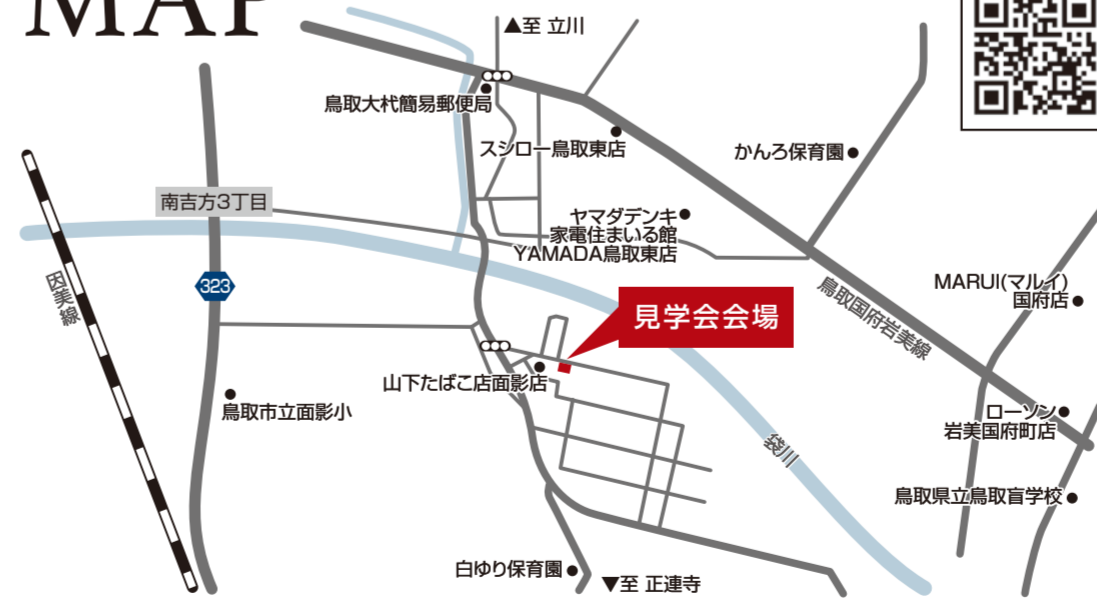 MAP
▲至 立川
鳥取大杙簡易郵便局
スシロー鳥取東店
かんろ保育園
南吉方3丁目
ヤマダデンキ
家電住まいる館
YAMADA鳥取東店
因美線
323
MARUI(マルイ)
国府店
鳥取国府岩美線
見学会会場
山下たばこ店面影店
鳥取市立面影小
ローソン
岩美国府町店
袋川
鳥取県立鳥取盲学校
白ゆり保育園
▼至 正連寺